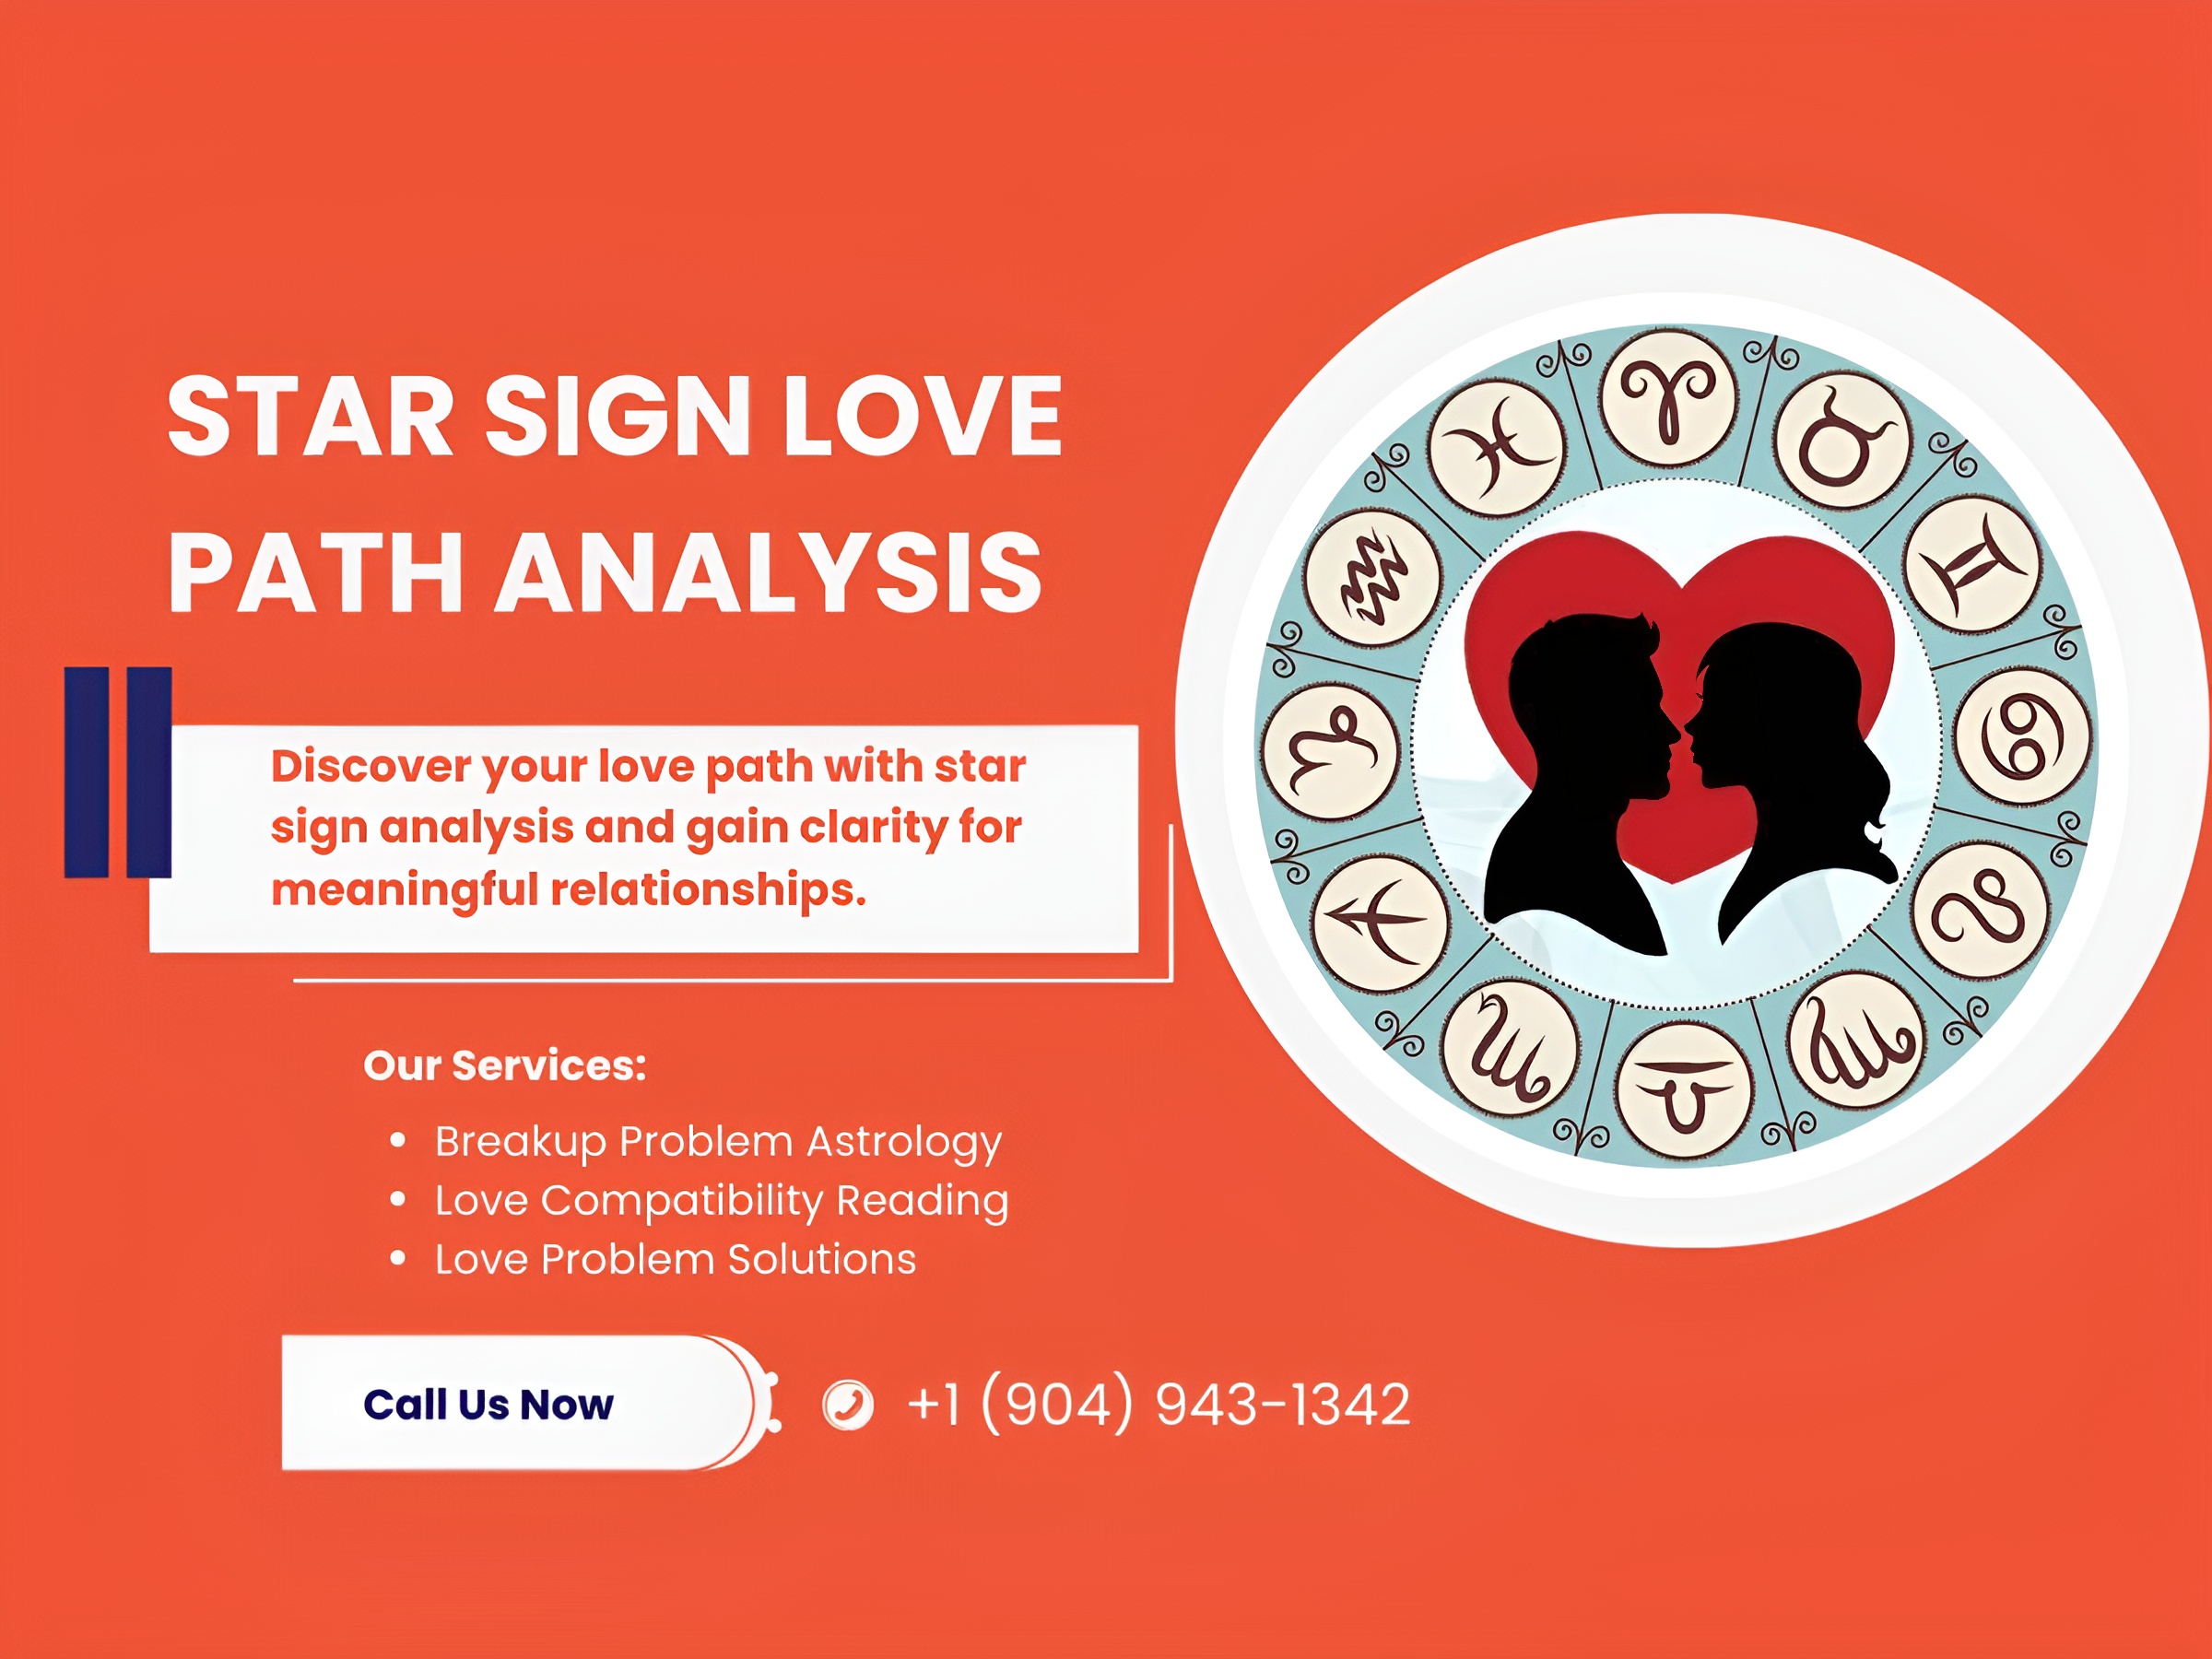 STAR SIGN LOVE
PATH ANALYSIS
Discover your love path with star
sign analysis and gain clarity for
meaningful relationships.
Our Services:
• Breakup Problem Astrology
• Love Compatibility Reading
• Love Problem Solutions
Call Us Now
+1 (904) 943-1342